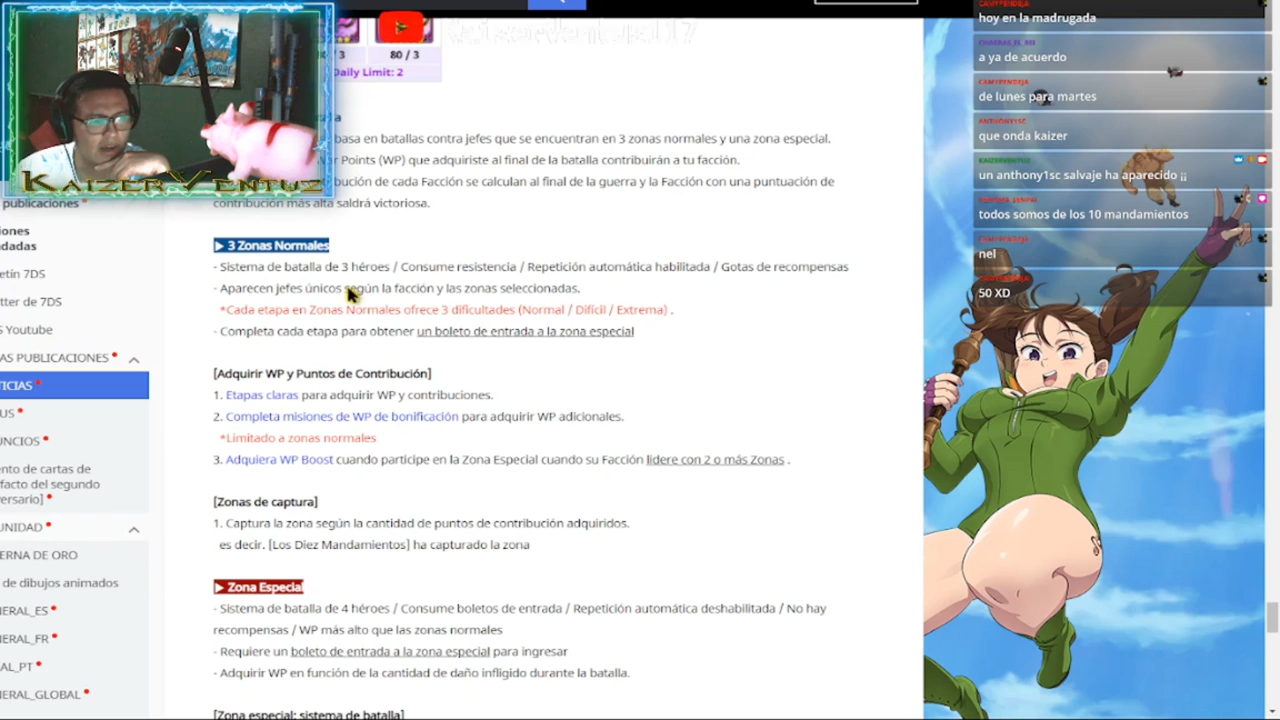 3
80 / 3
Daily Limit: 2
basa en batallas contra jefes que se encuentran en 3 zonas normales y una zona especial.
Points (WP) que adquiriste al final de la batalla contribuirán a tu facción.
de cada Facción se calculan al final de la guerra y la Facción con una puntuación de
contribución más alta saldrá victoriosa.
▶ 3 Zonas Normales
- Sistema de batalla de 3 héroes / Consume resistencia / Repetición automática habilitada / Gotas de recompensas
- Aparecen jefes únicos según la facción y las zonas seleccionadas.
*Cada etapa en Zonas Normales ofrece 3 dificultades (Normal / Difícil / Extrema) .
- Completa cada etapa para obtener un boleto de entrada a la zona especial
[Adquirir WP y Puntos de Contribución]
1. Etapas claras para adquirir WP y contribuciones.
2. Completa misiones de WP de bonificación para adquirir WP adicionales.
*Limitado a zonas normales
3. Adquiera WP Boost cuando participe en la Zona Especial cuando su Facción lidere con 2 o más Zonas .
[Zonas de captura]
1. Captura la zona según la cantidad de puntos de contribución adquiridos.
es decir. [Los Diez Mandamientos] ha capturado la zona
▶ Zona Especial
- Sistema de batalla de 4 héroes / Consume boletos de entrada / Repetición automática deshabilitada / No hay
recompensas / WP más alto que las zonas normales
- Requiere un boleto de entrada a la zona especial para ingresar
- Adquirir WP en función de la cantidad de daño infligido durante la batalla.
[Zona especial: sistema de batalla]
KAIZERVENTUZ
publicaciones
iones
ndadas
etín 7DS
tter de 7DS
S Youtube
AS PUBLICACIONES
TICIAS
US
UNCIOS
ento de cartas de
efacto del segundo
versario]
UNIDAD
ERNA DE ORO
de dibujos animados
ERAL_ES
ERAL_FR
AL_PT
ERAL_GLOBAL
CAMYPENDEJA
hoy en la madrugada
a ya de acuerdo
CAMYPENDEJA
de lunes para martes
ANTHONY1SC
que onda kaizer
KAIZERVENTUZ
un anthony1sc salvaje ha aparecido ¡¡
todos somos de los 10 mandamientos
CAMYPENDEJA
nel
CAMYPENDEJA
50 XD